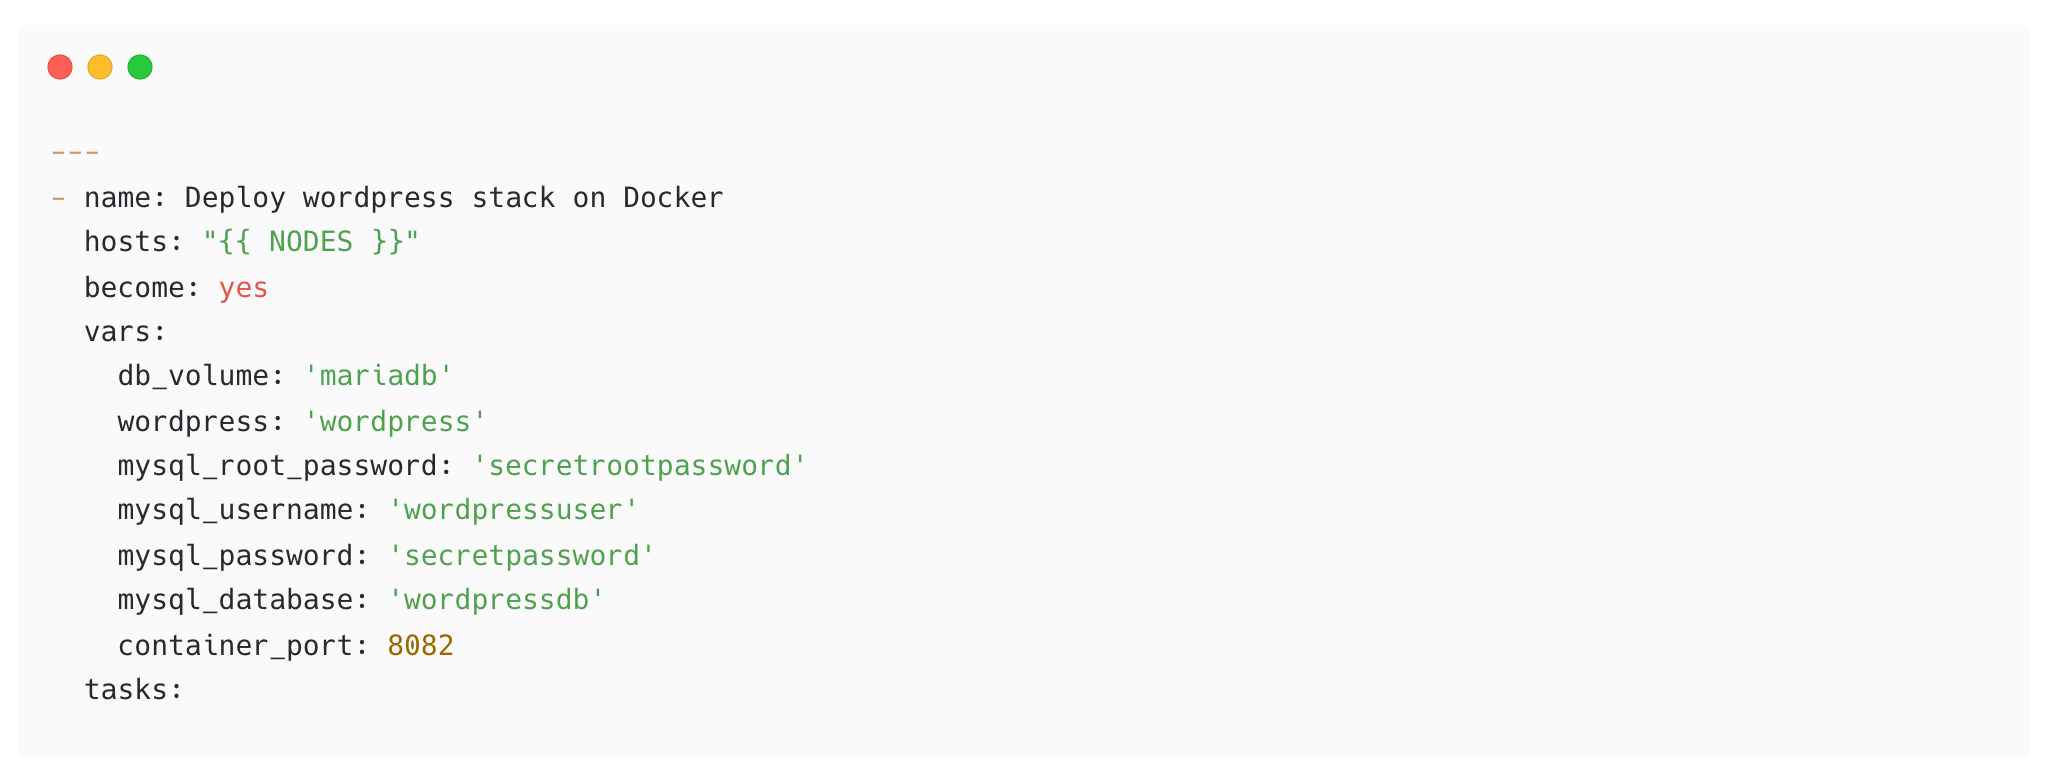 ---
- name: Deploy wordpress stack on Docker
  hosts: "{{ NODES }}"
  become: yes
  vars:
    db_volume: 'mariadb'
    wordpress: 'wordpress'
    mysql_root_password: 'secretrootpassword'
    mysql_username: 'wordpressuser'
    mysql_password: 'secretpassword'
    mysql_database: 'wordpressdb'
    container_port: 8082
  tasks: